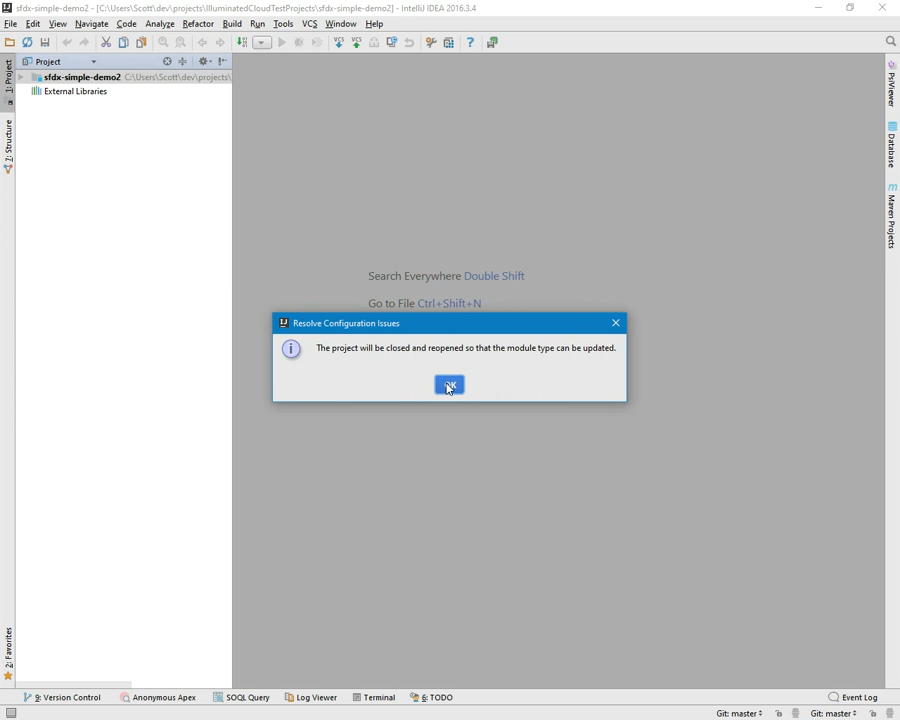 sfdx-simple-demo2 - [C:\Users\Scott\dev\projects\IlluminatedCloudTestProjects\sfdx-simple-demo2] - IntelliJ IDEA 2016.3.4
File Edit View Navigate Code Analyze Refactor Build Run Tools VCS Window Help
Project
sfdx-simple-demo2 C:\Users\Scott\dev\projects\
External Libraries
1: Project
7: Structure
2: Favorites
PsiViewer
Database
Maven Projects
Search Everywhere Double Shift
Go to File Ctrl+Shift+N
Resolve Configuration Issues
The project will be closed and reopened so that the module type can be updated.
OK
9: Version Control Anonymous Apex SOQL Query Log Viewer Terminal 6: TODO Event Log
Git: master Git: master